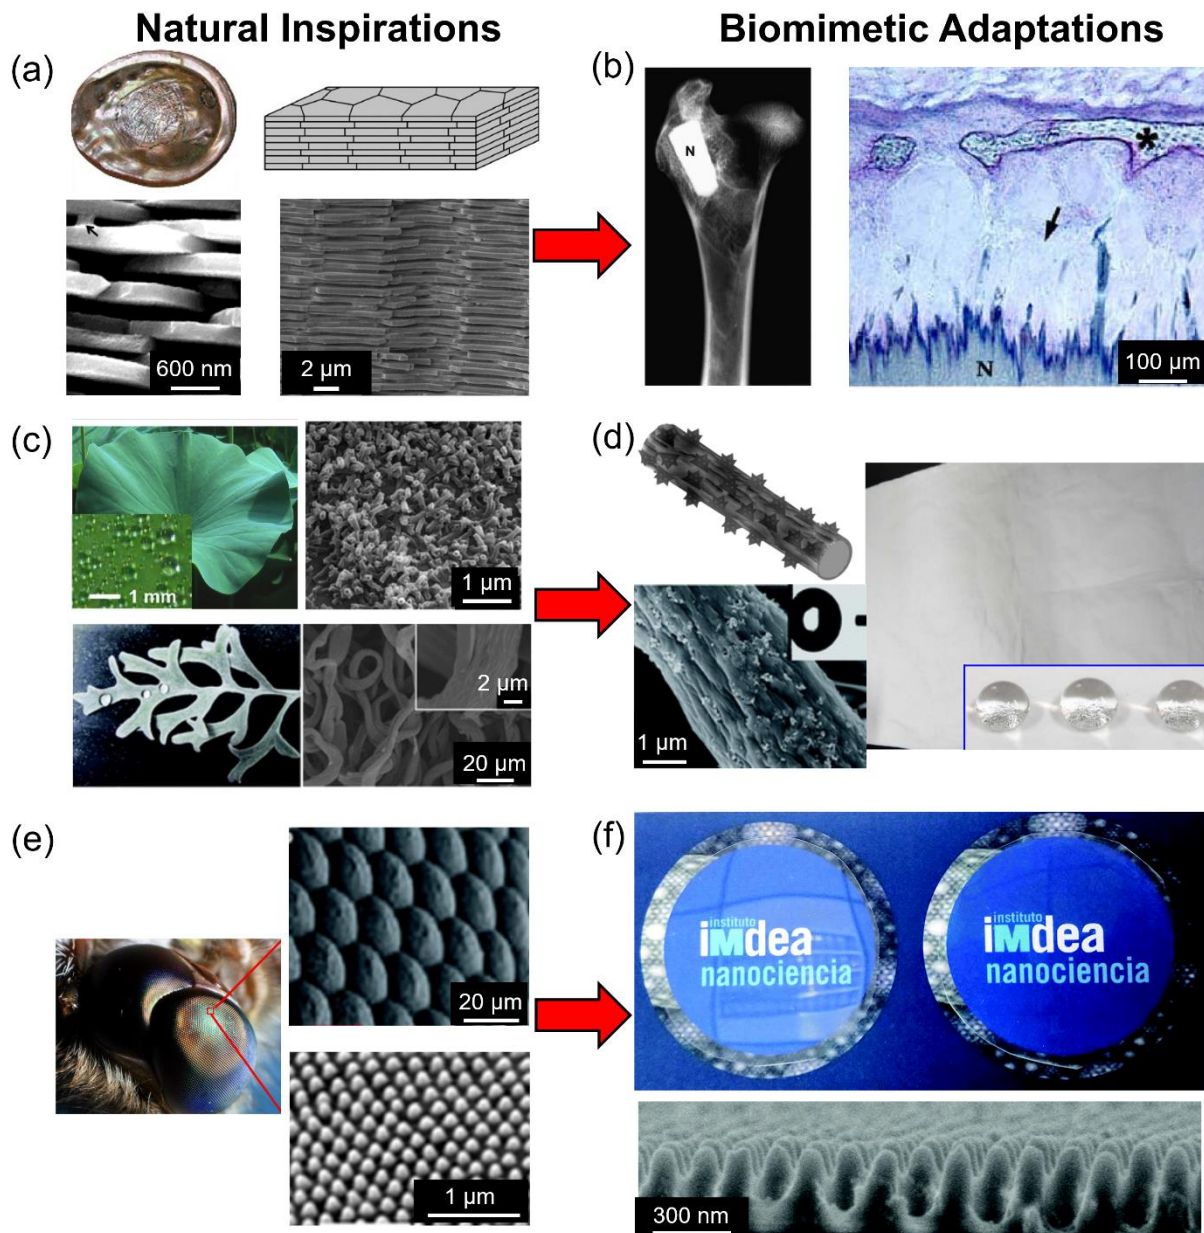 Natural Inspirations
Biomimetic Adaptations
(a)
600 nm
2 µm
(b)
N
*
N
100 µm
(c)
1 mm
1 µm
2 µm
20 µm
(d)
1 µm
(e)
20 µm
1 µm
(f)
instituto
iMdea
nanociencia
instituto
iMdea
nanociencia
300 nm